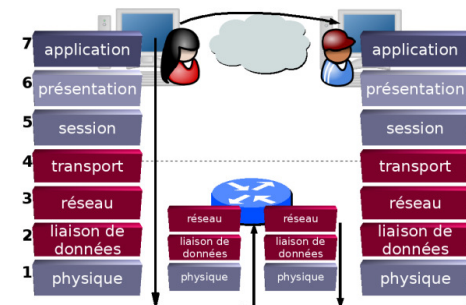 7 application application
6 présentation présentation
5 session session
4 transport transport
3 réseau réseau réseau réseau
2 liaison de données liaison de données liaison de données liaison de données
1 physique physique physique physique